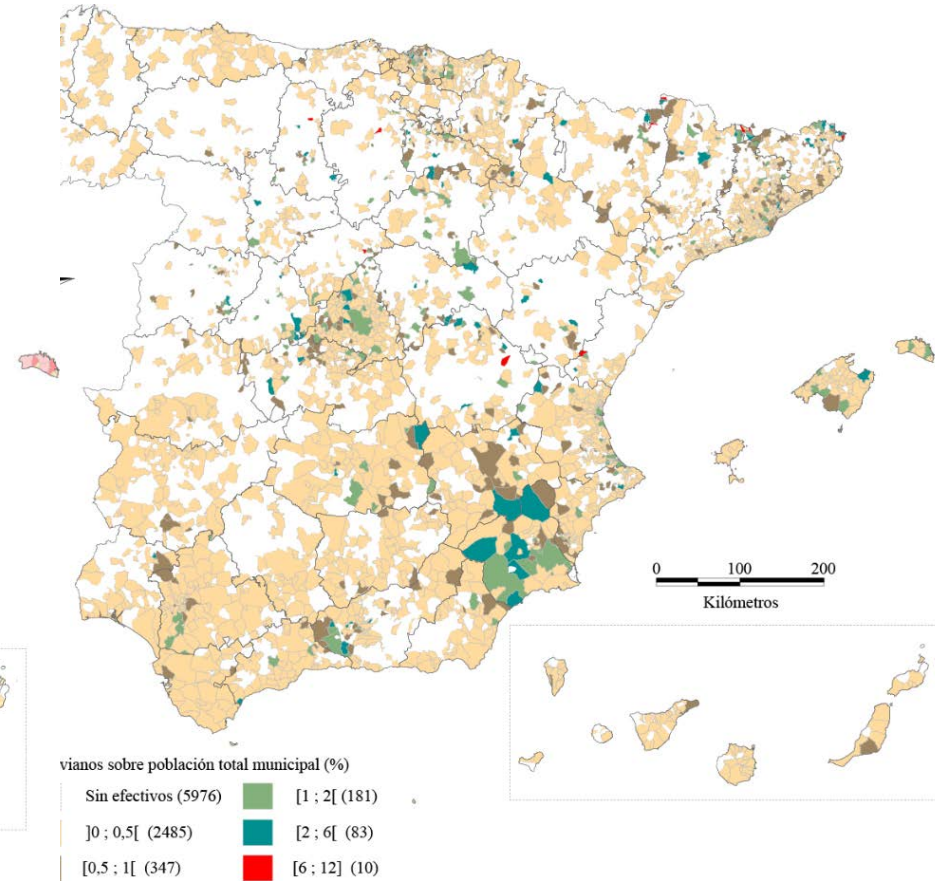 0 100 200
Kilómetros
vianos sobre población total municipal (%)
Sin efectivos (5976) [1 ; 2[ (181)
]0 ; 0,5[ (2485) [2 ; 6[ (83)
[0,5 ; 1[ (347) [6 ; 12] (10)